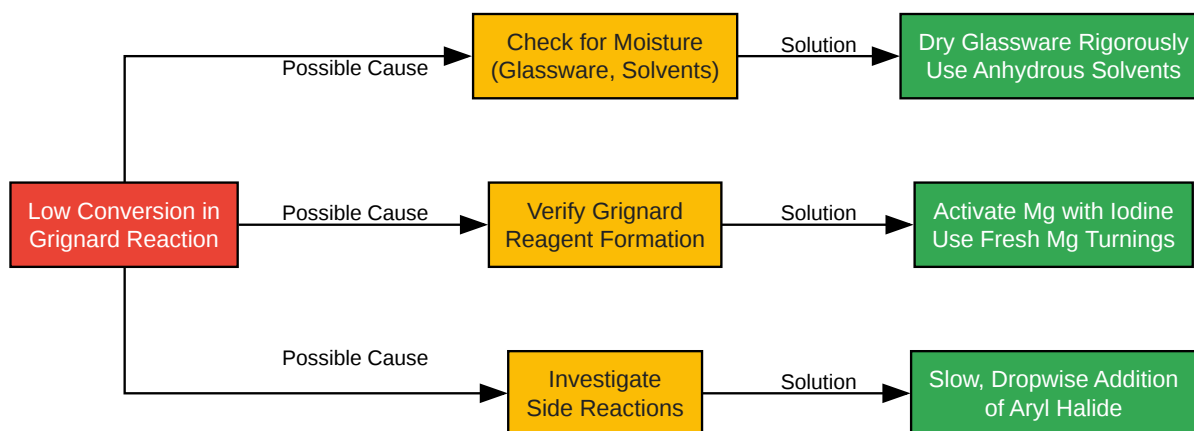 Check for Moisture
(Glassware, Solvents)
Possible Cause
Solution
Dry Glassware Rigorously
Use Anhydrous Solvents
Low Conversion in
Grignard Reaction
Possible Cause
Verify Grignard
Reagent Formation
Solution
Activate Mg with Iodine
Use Fresh Mg Turnings
Possible Cause
Investigate
Side Reactions
Solution
Slow, Dropwise Addition
of Aryl Halide